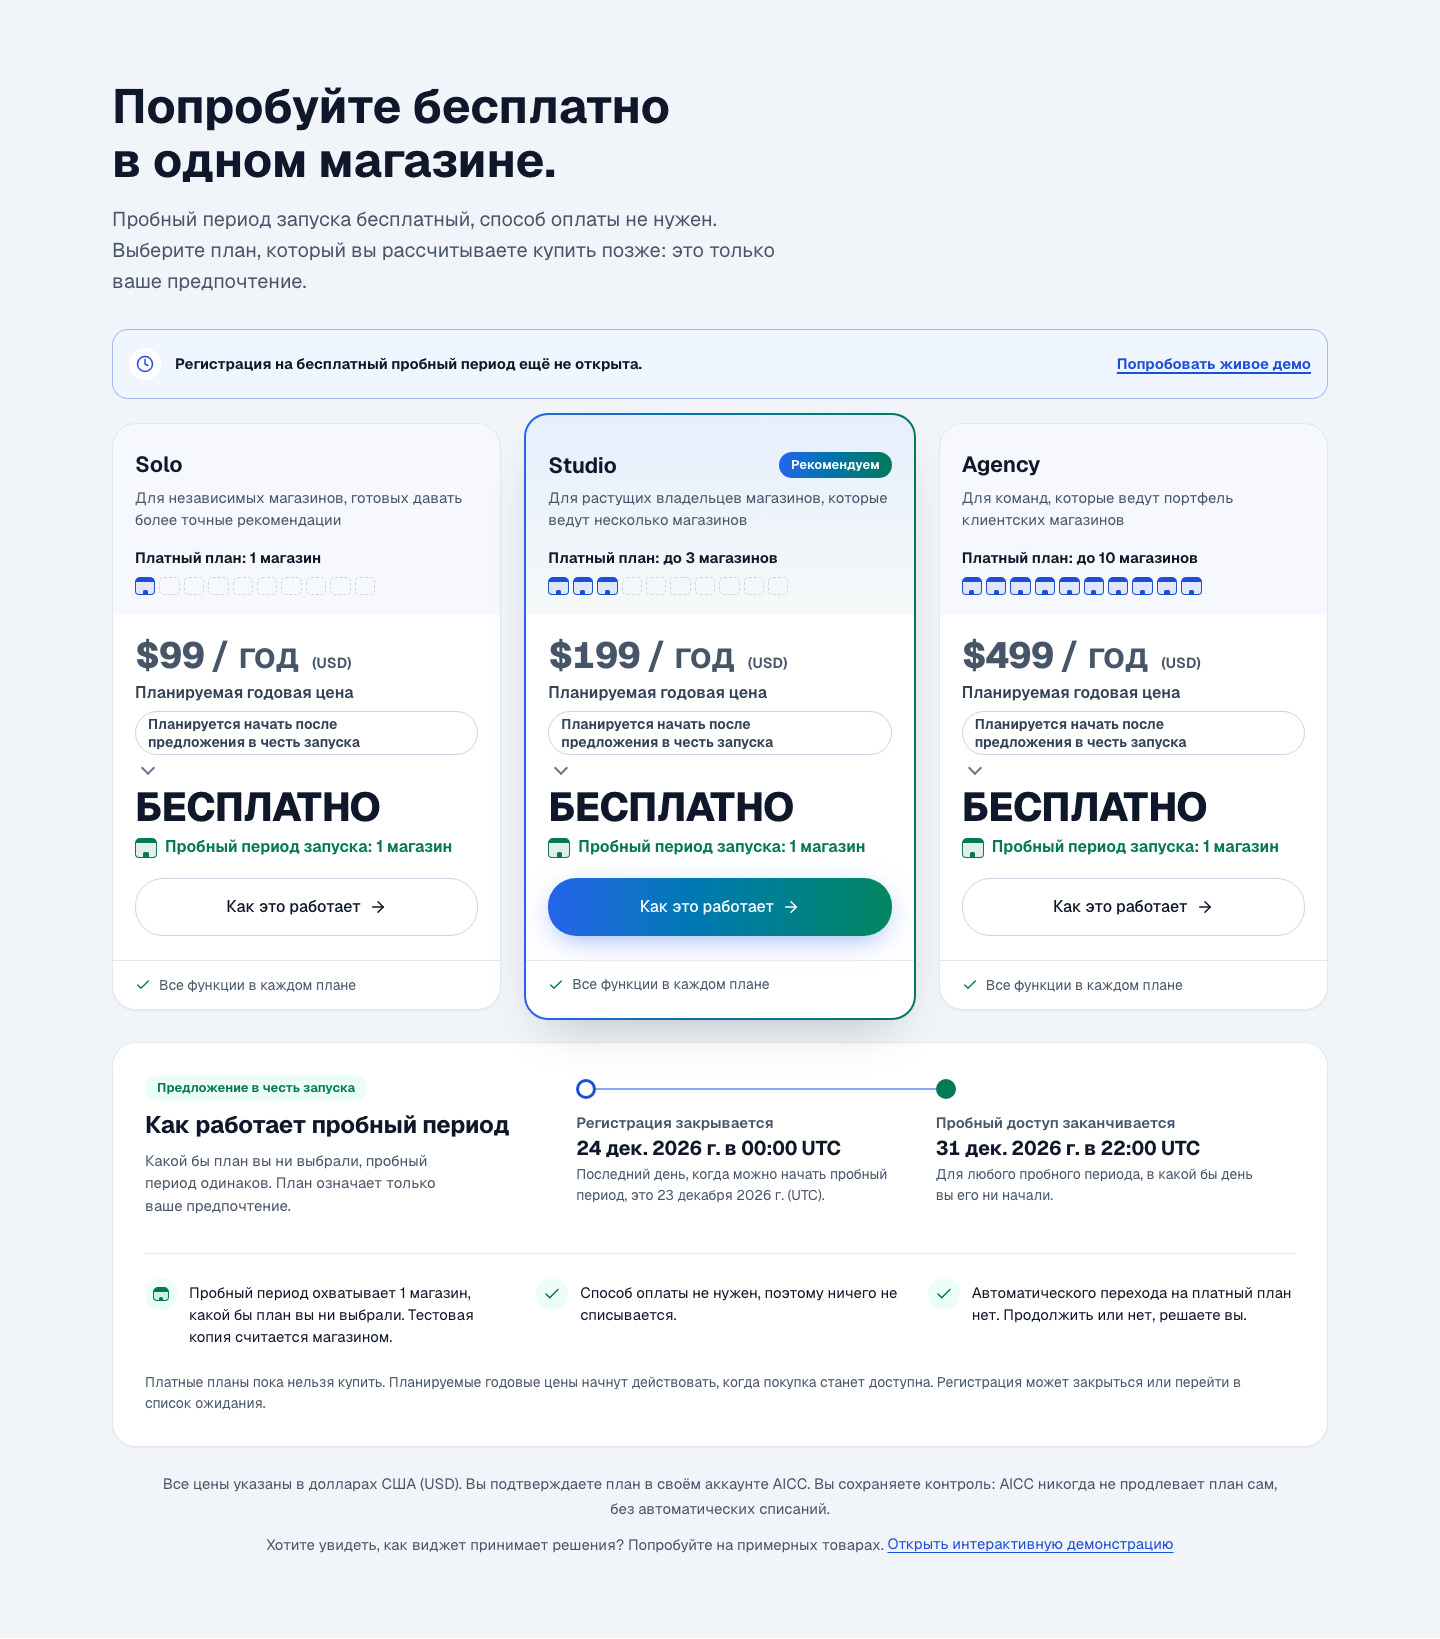 Попробуйте бесплатно
в одном магазине.
Пробный период запуска бесплатный, способ оплаты не нужен.
Выберите план, который вы рассчитываете купить позже: это только
ваше предпочтение.
Регистрация на бесплатный пробный период ещё не открыта.
Попробовать живое демо
Solo
Для независимых магазинов, готовых давать
более точные рекомендации
Платный план: 1 магазин
$99 / год (USD)
Планируемая годовая цена
Планируется начать после
предложения в честь запуска
БЕСПЛАТНО
Пробный период запуска: 1 магазин
Как это работает
Все функции в каждом плане
Studio
Рекомендуем
Для растущих владельцев магазинов, которые
ведут несколько магазинов
Платный план: до 3 магазинов
$199 / год (USD)
Планируемая годовая цена
Планируется начать после
предложения в честь запуска
БЕСПЛАТНО
Пробный период запуска: 1 магазин
Как это работает
Все функции в каждом плане
Agency
Для команд, которые ведут портфель
клиентских магазинов
Платный план: до 10 магазинов
$499 / год (USD)
Планируемая годовая цена
Планируется начать после
предложения в честь запуска
БЕСПЛАТНО
Пробный период запуска: 1 магазин
Как это работает
Все функции в каждом плане
Предложение в честь запуска
Как работает пробный период
Какой бы план вы ни выбрали, пробный
период одинаков. План означает только
ваше предпочтение.
Регистрация закрывается
24 дек. 2026 г. в 00:00 UTC
Последний день, когда можно начать пробный
период, это 23 декабря 2026 г. (UTC).
Пробный доступ заканчивается
31 дек. 2026 г. в 22:00 UTC
Для любого пробного периода, в какой бы день
вы его ни начали.
Пробный период охватывает 1 магазин,
какой бы план вы ни выбрали. Тестовая
копия считается магазином.
Способ оплаты не нужен, поэтому ничего не
списывается.
Автоматического перехода на платный план
нет. Продолжить или нет, решаете вы.
Платные планы пока нельзя купить. Планируемые годовые цены начнут действовать, когда покупка станет доступна. Регистрация может закрыться или перейти в
список ожидания.
Все цены указаны в долларах США (USD). Вы подтверждаете план в своём аккаунте AICC. Вы сохраняете контроль: AICC никогда не продлевает план сам,
без автоматических списаний.
Хотите увидеть, как виджет принимает решения? Попробуйте на примерных товарах. Открыть интерактивную демонстрацию